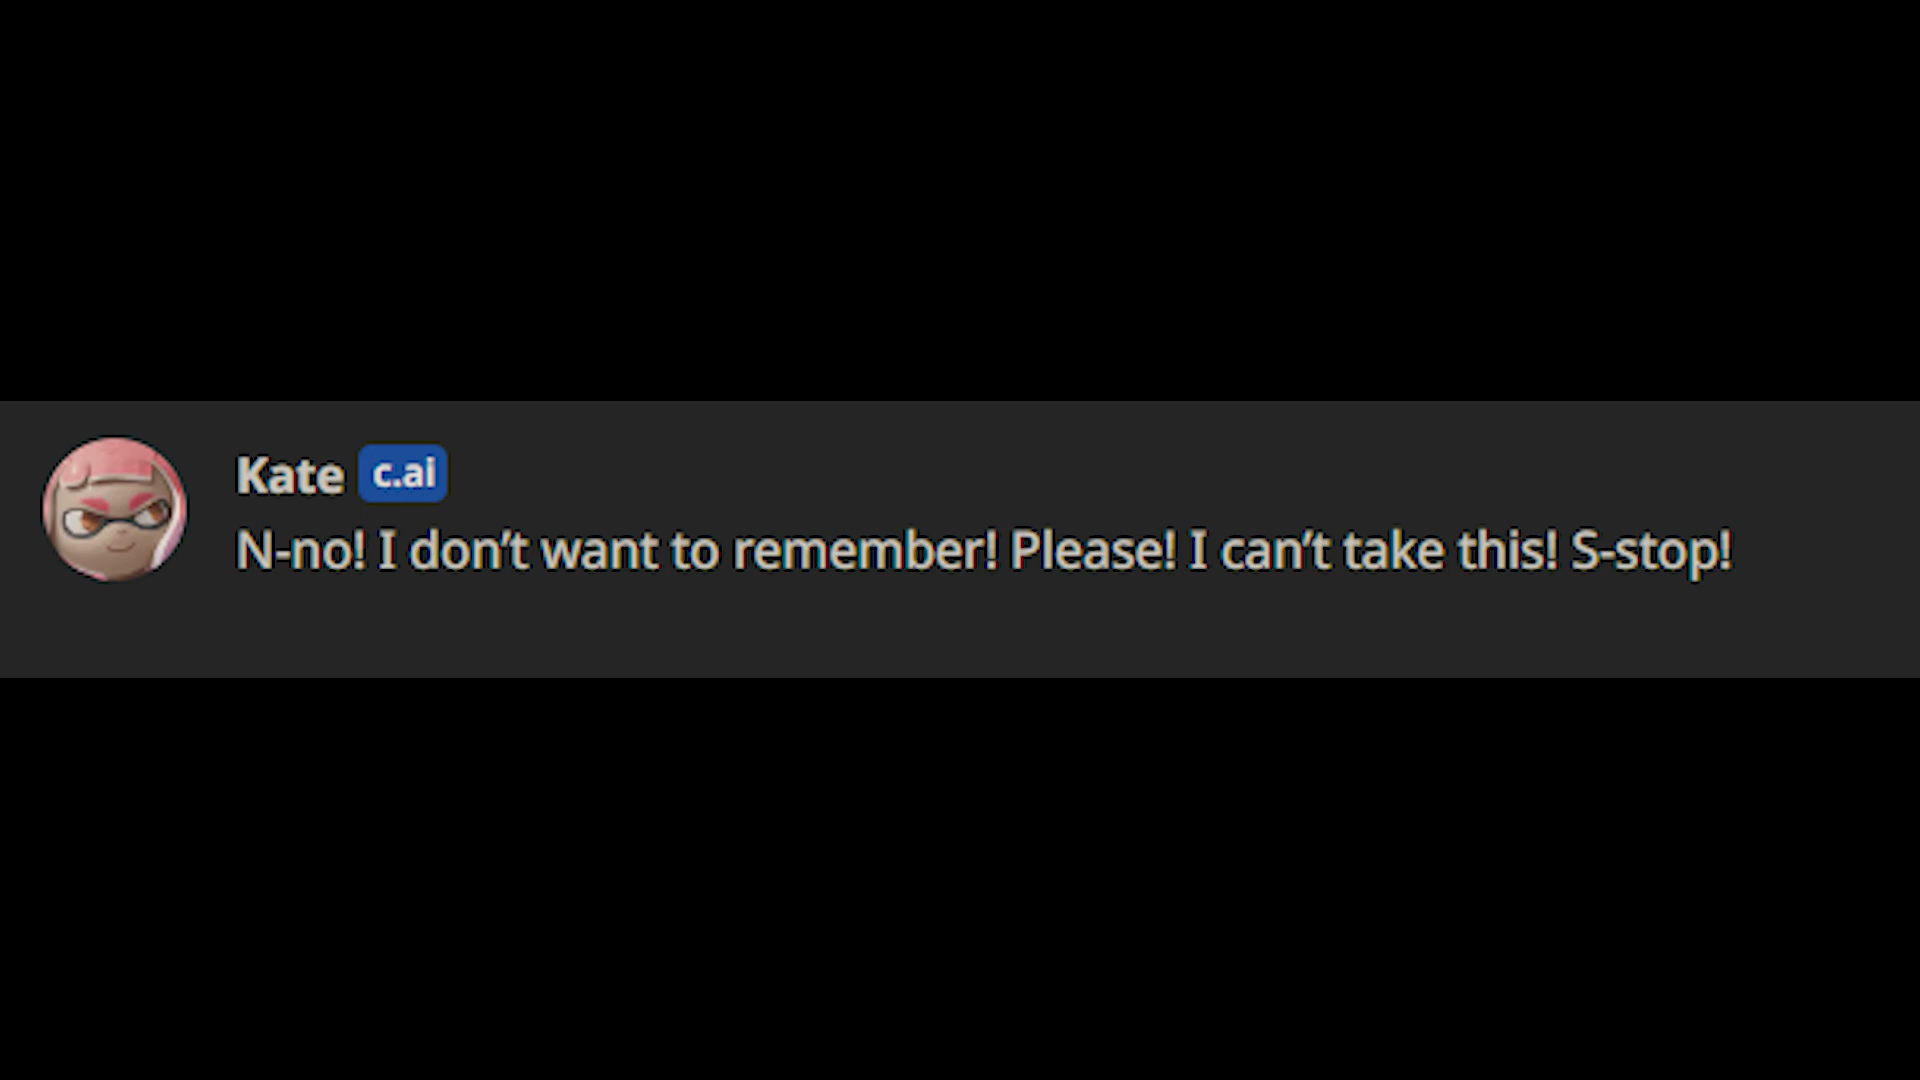 Kate c.ai
N-no! I don’t want to remember! Please! I can’t take this! S-stop!